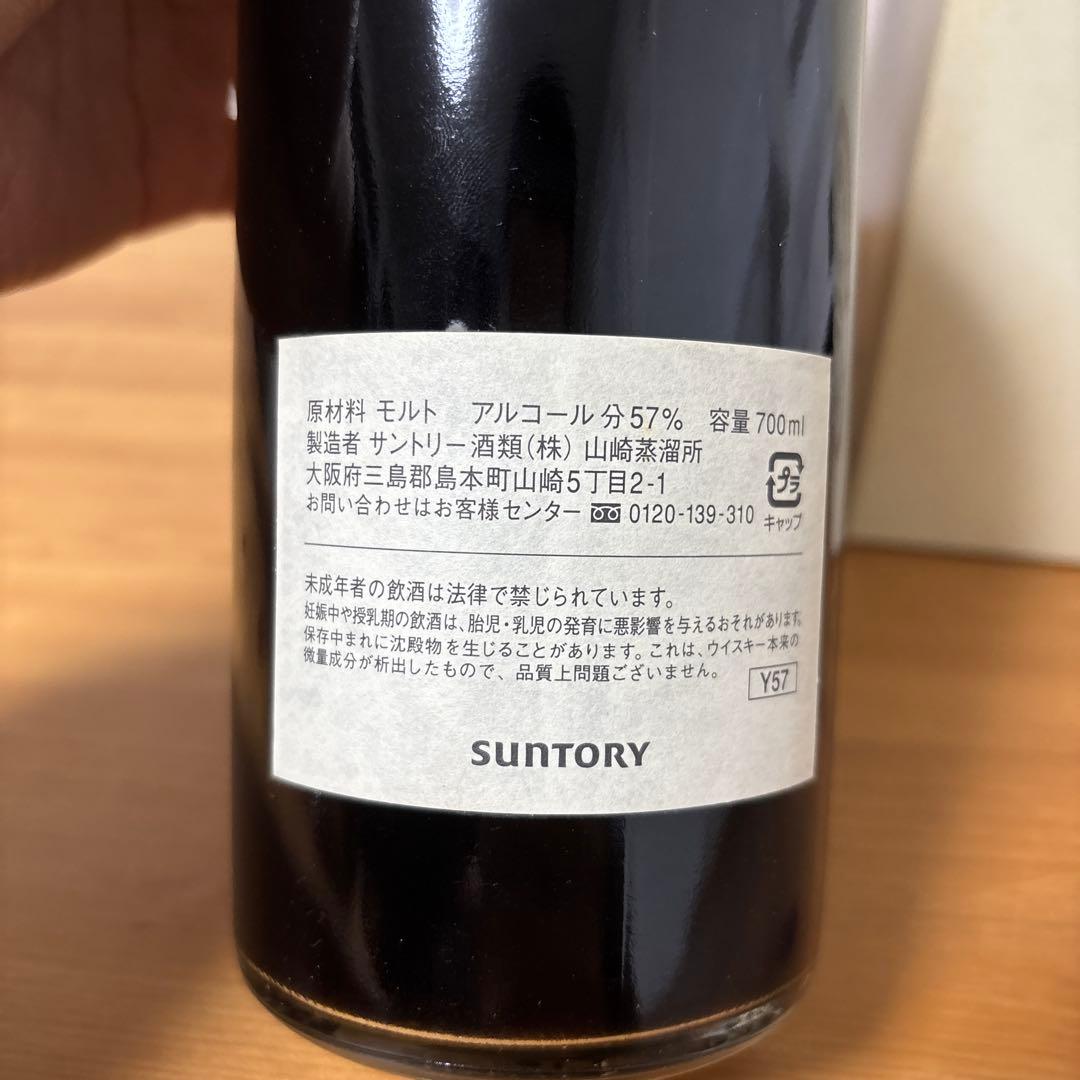 原材料 モルト アルコール分57% 容量700ml
製造者 サントリー酒類(株) 山崎蒸溜所
大阪府三島郡島本町山崎5丁目2-1
お問い合わせはお客様センター 0120-139-310
プラ
キャップ
未成年者の飲酒は法律で禁じられています。
妊娠中や授乳期の飲酒は、胎児・乳児の発育に悪影響を与えるおそれがあります。
保存中まれに沈殿物を生じることがあります。これは、ウイスキー本来の
微量成分が析出したもので、品質上問題ございません。
Y57
SUNTORY